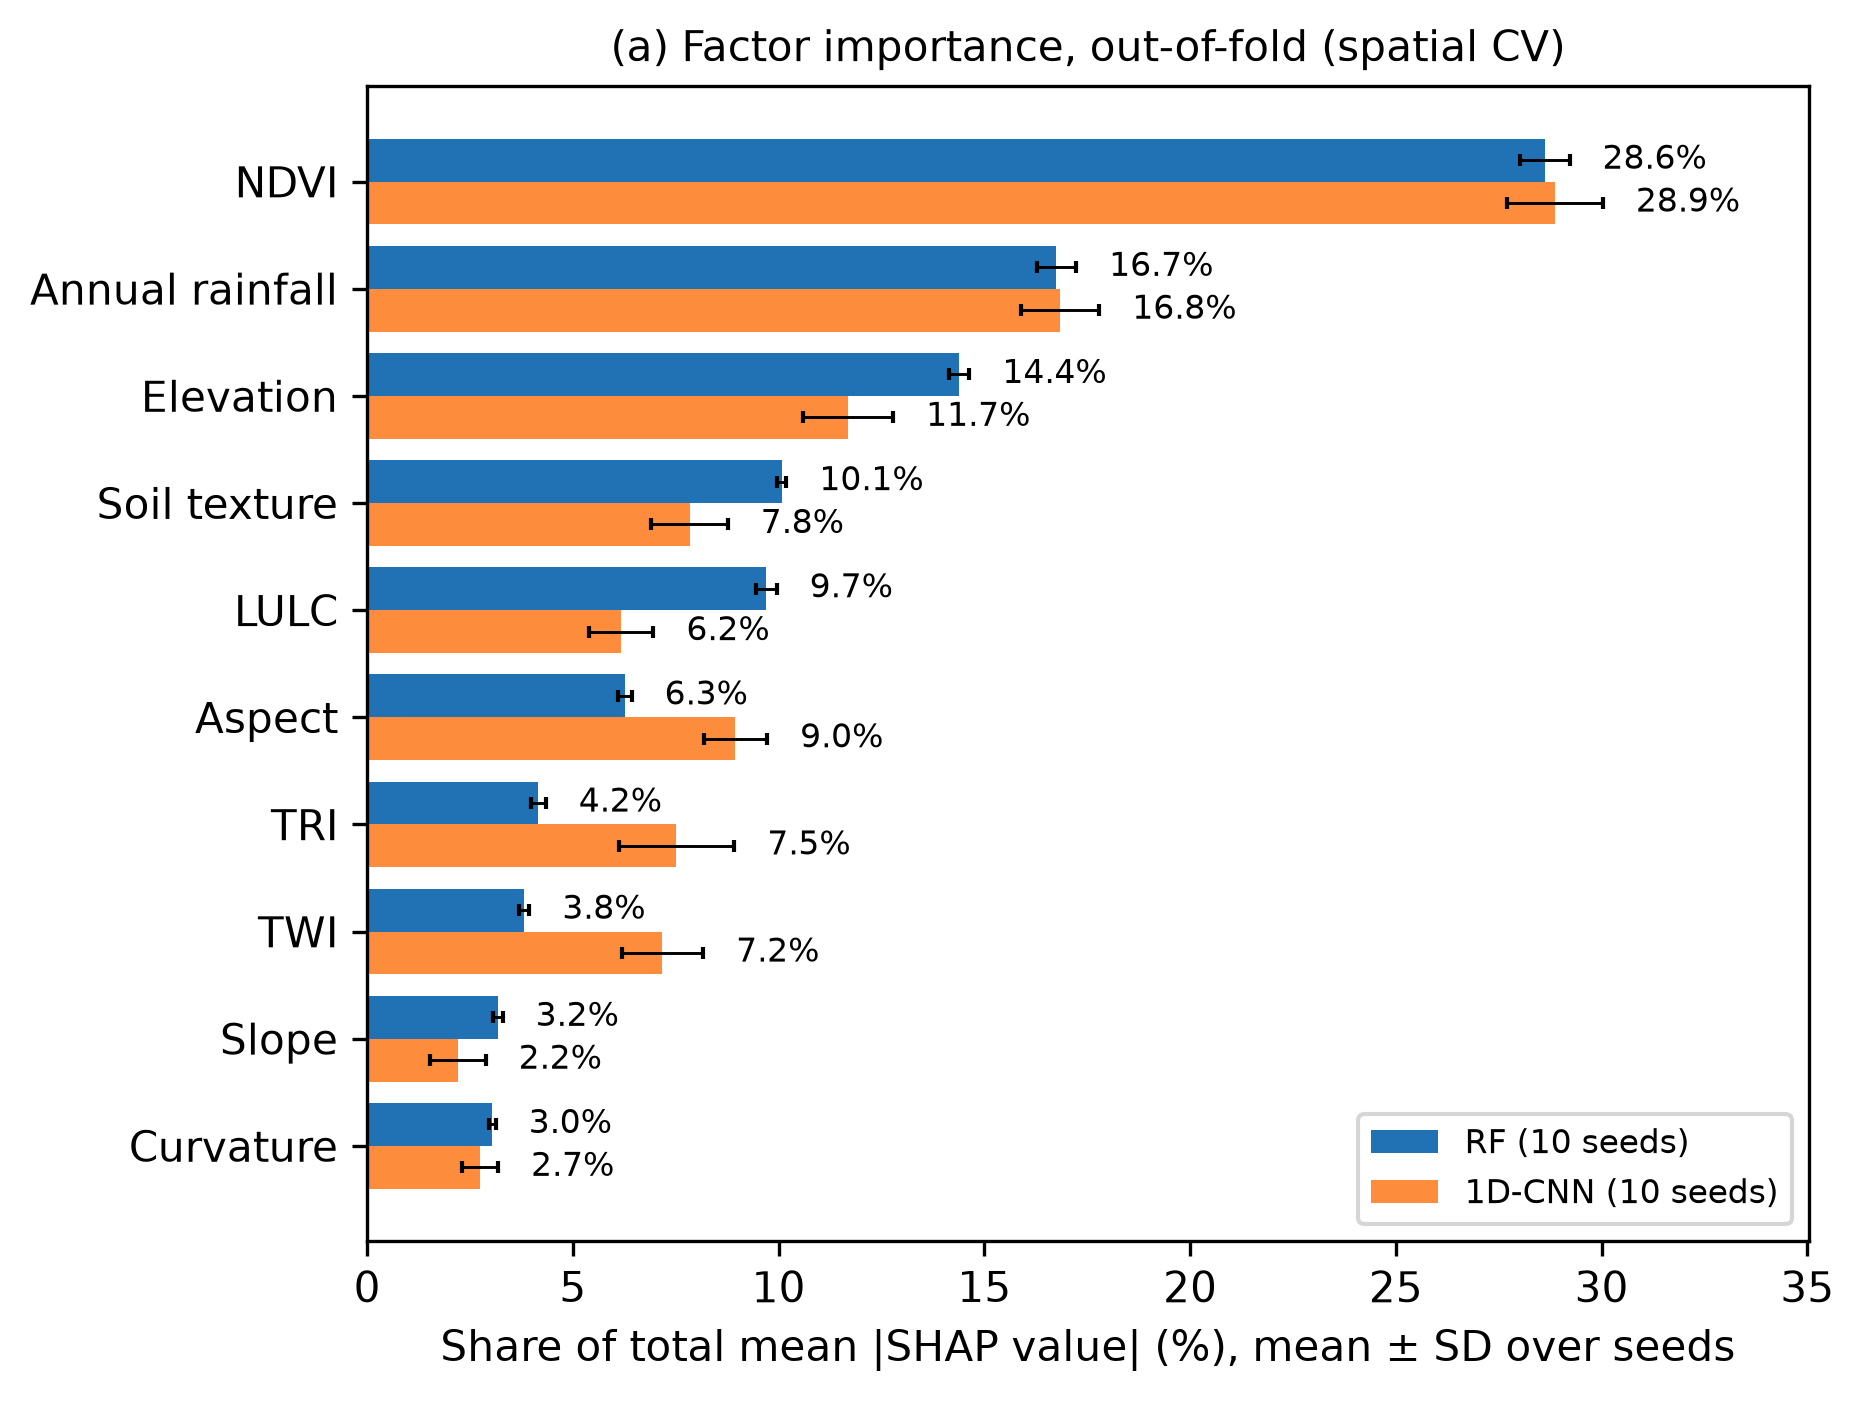 (a) Factor importance, out-of-fold (spatial CV)
NDVI
28.6%
28.9%
Annual rainfall
16.7%
16.8%
Elevation
14.4%
11.7%
Soil texture
10.1%
7.8%
LULC
9.7%
6.2%
Aspect
6.3%
9.0%
TRI
4.2%
7.5%
TWI
3.8%
7.2%
Slope
3.2%
2.2%
Curvature
3.0%
2.7%
RF (10 seeds)
1D-CNN (10 seeds)
0 5 10 15 20 25 30 35
Share of total mean |SHAP value| (%), mean ± SD over seeds